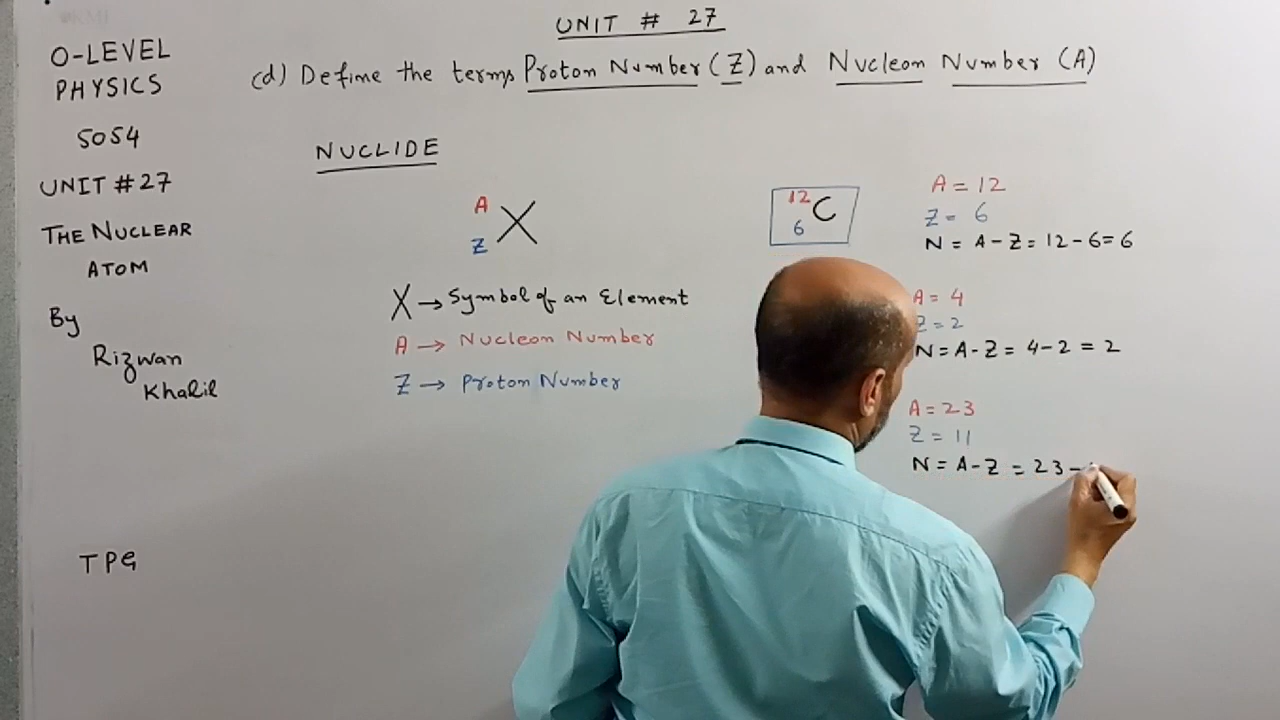 UNIT # 27
(d) Define the terms Proton Number (Z) and Nucleon Number (A)
O-LEVEL
PHYSICS
5054
UNIT #27
THE NUCLEAR
ATOM
By
Rizwan
Khalil
TPG
NUCLIDE
A
X
Z
X → Symbol of an Element
A → Nucleon Number
Z → Proton Number
12
C
6
A = 12
Z = 6
N = A - Z = 12 - 6 = 6
A = 4
Z = 2
N = A - Z = 4 - 2 = 2
A = 23
Z = 11
N = A - Z = 23 -